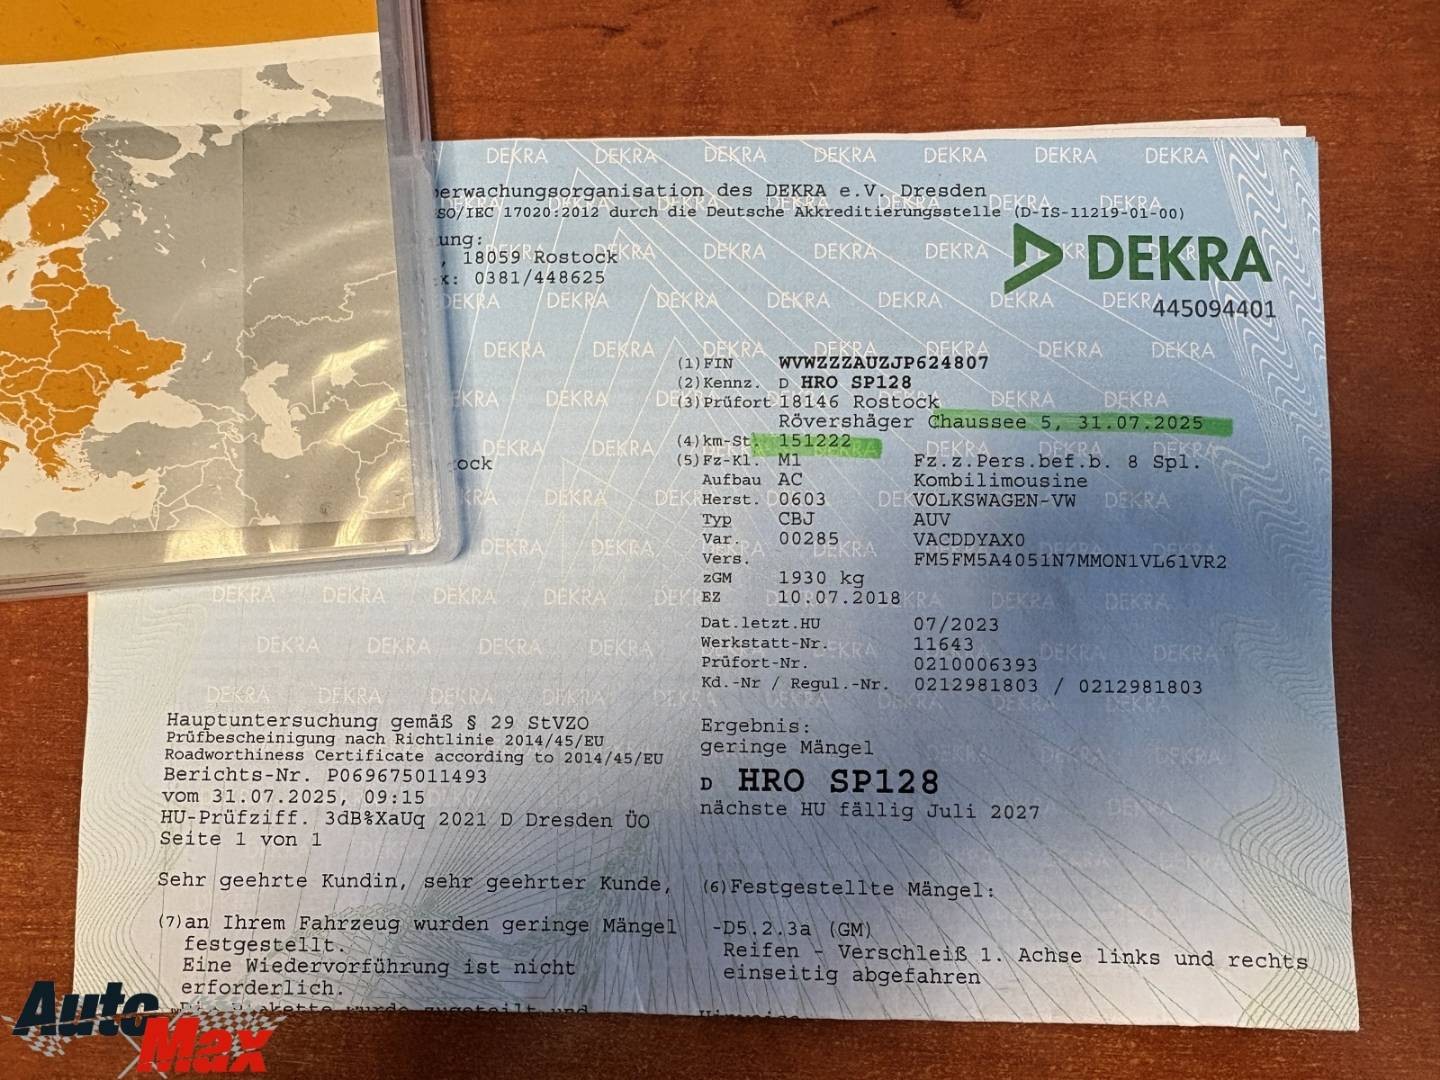 erwachungsorganisation des DEKRA e.V. Dresden
SO/IEC 17020:2012 durch die Deutsche Akkreditierungsstelle (D-IS-11219-01-00)
ung:
, 18059 Rostock
x: 0381/448625
DEKRA
445094401
(1)FIN WVWZZZAUZJP624807
(2)Kennz. D HRO SP128
(3)Prüfort 18146 Rostock
Rövershäger Chaussee 5, 31.07.2025
(4)km-St. 151222
(5)Fz-Kl. M1 Fz.z.Pers.bef.b. 8 Spl.
ock
Aufbau AC Kombilimousine
Herst. 0603 VOLKSWAGEN-VW
Typ CBJ AUV
Var. 00285 VACDDYAX0
Vers. FM5FM5A4051N7MMON1VL61VR2
zGM 1930 kg
EZ 10.07.2018
Dat.letzt.HU 07/2023
Werkstatt-Nr. 11643
Prüfort-Nr. 0210006393
Kd.-Nr / Regul.-Nr. 0212981803 / 0212981803
Hauptuntersuchung gemäß § 29 StVZO
Prüfbescheinigung nach Richtlinie 2014/45/EU
Roadworthiness Certificate according to 2014/45/EU
Berichts-Nr. P069675011493
vom 31.07.2025, 09:15
HU-Prüfziff. 3dB%XaUq 2021 D Dresden ÜO
Seite 1 von 1
Ergebnis:
geringe Mängel
D HRO SP128
nächste HU fällig Juli 2027
Sehr geehrte Kundin, sehr geehrter Kunde,
(7)an Ihrem Fahrzeug wurden geringe Mängel
festgestellt.
Eine Wiedervorführung ist nicht
erforderlich.
(6)Festgestellte Mängel:
-D5.2.3a (GM)
Reifen - Verschleiß 1. Achse links und rechts
einseitig abgefahren
Auto
Max